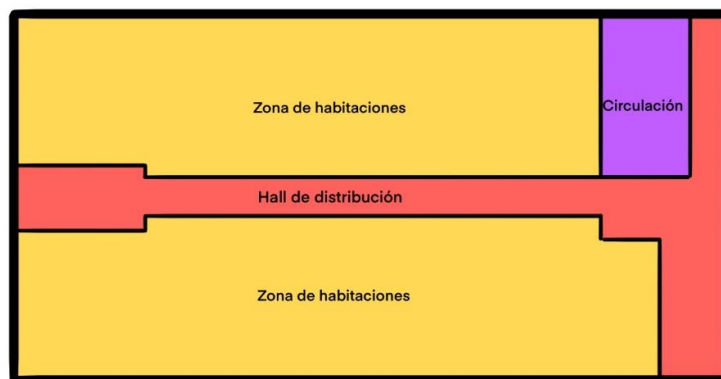 Zona de habitaciones
Circulación
Hall de distribución
Zona de habitaciones